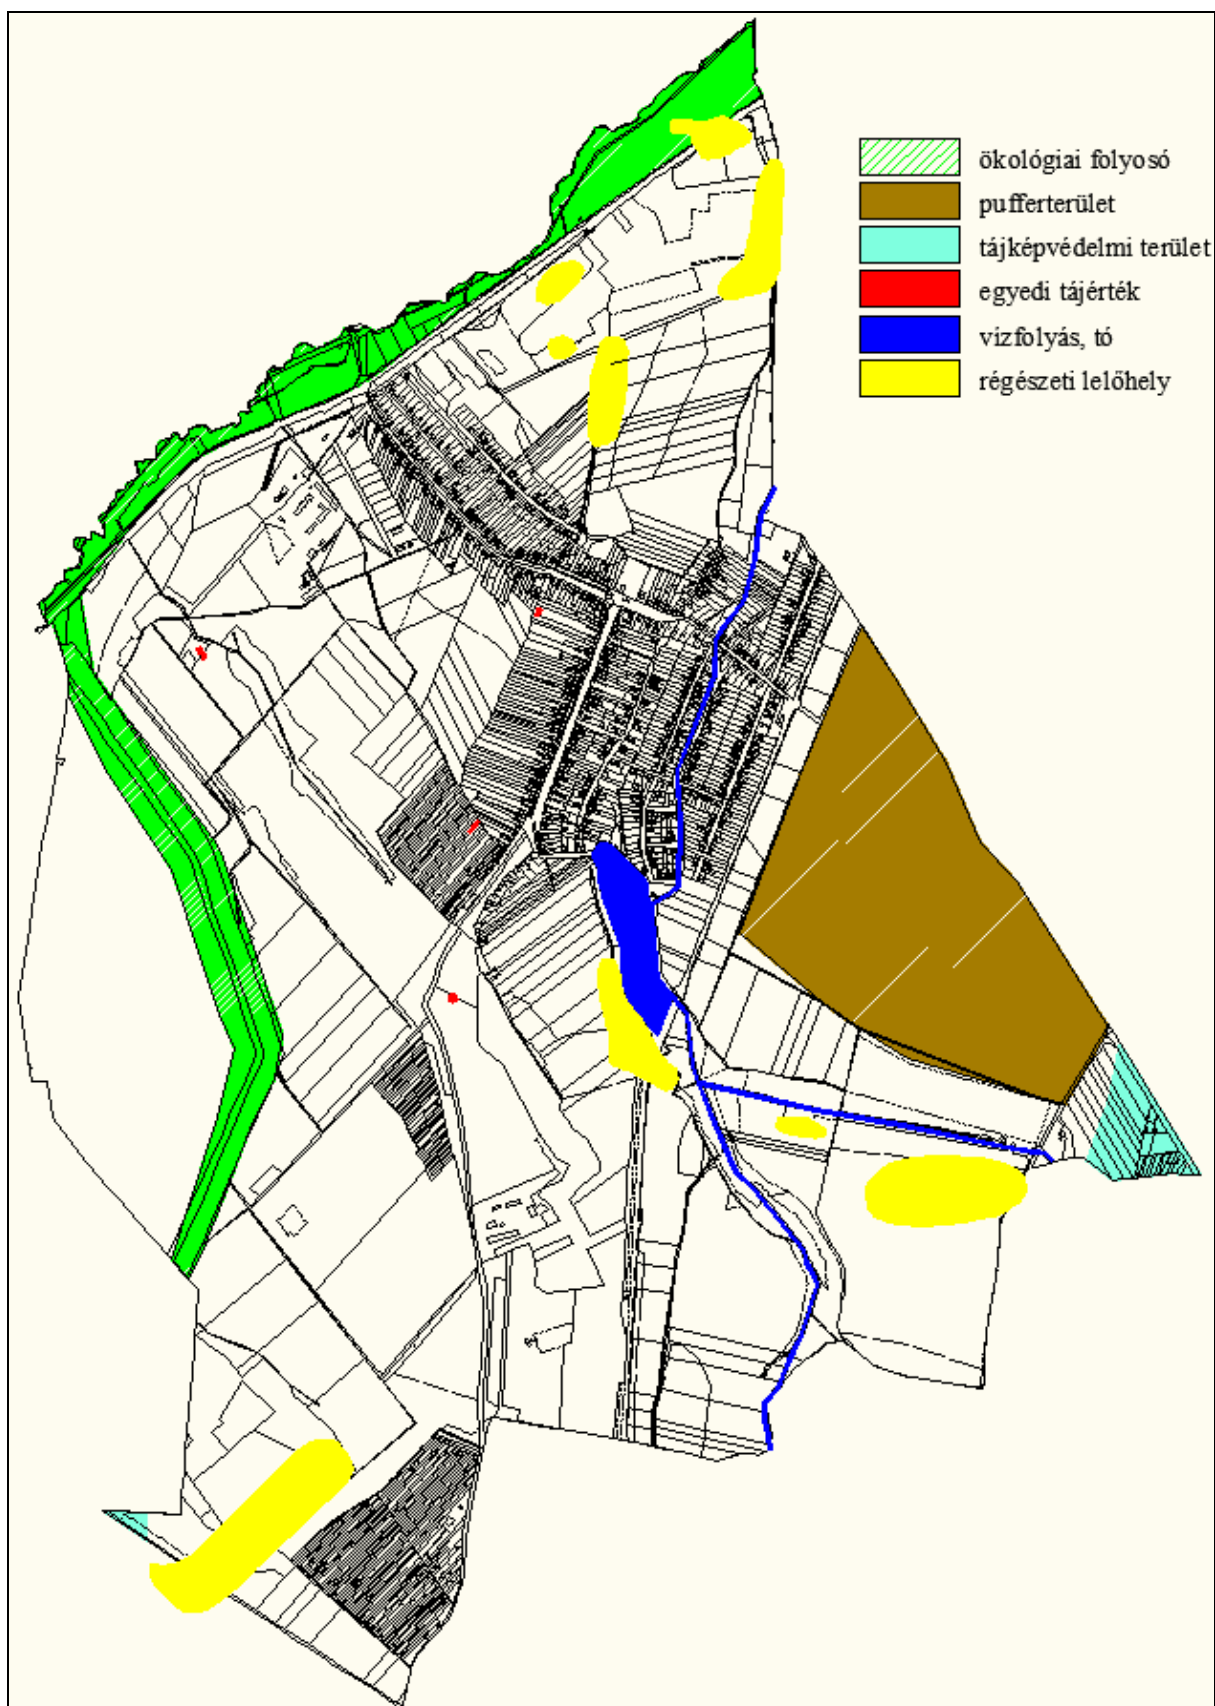 ökológiai folyosó
pufferterület
tájképvédelmi terület
egyedi tájérték
vízfolyás, tó
régészeti lelőhely